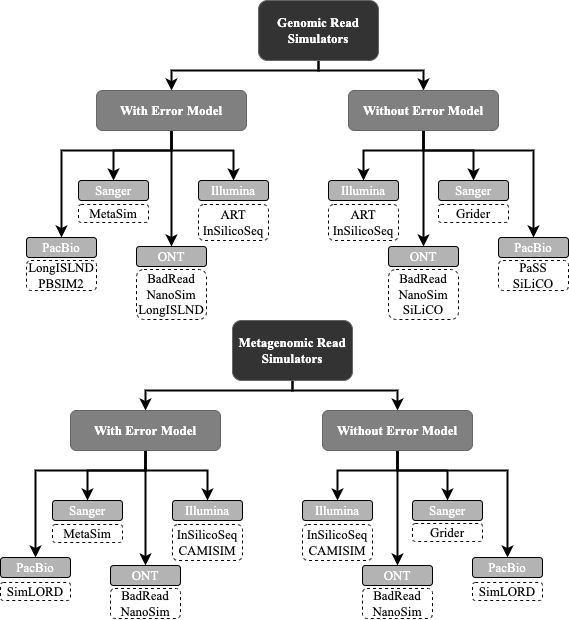 Genomic Read
Simulators
With Error Model
Without Error Model
Sanger
MetaSim
Illumina
ART
InSilicoSeq
PacBio
LongISLND
PBSIM2
ONT
BadRead
NanoSim
LongISLND
Illumina
ART
InSilicoSeq
Sanger
Grider
ONT
BadRead
NanoSim
SiLiCO
PacBio
PaSS
SiLiCO
Metagenomic Read
Simulators
With Error Model
Without Error Model
Sanger
MetaSim
Illumina
InSilicoSeq
CAMISIM
PacBio
SimLORD
ONT
BadRead
NanoSim
Illumina
InSilicoSeq
CAMISIM
Sanger
Grider
ONT
BadRead
NanoSim
PacBio
SimLORD